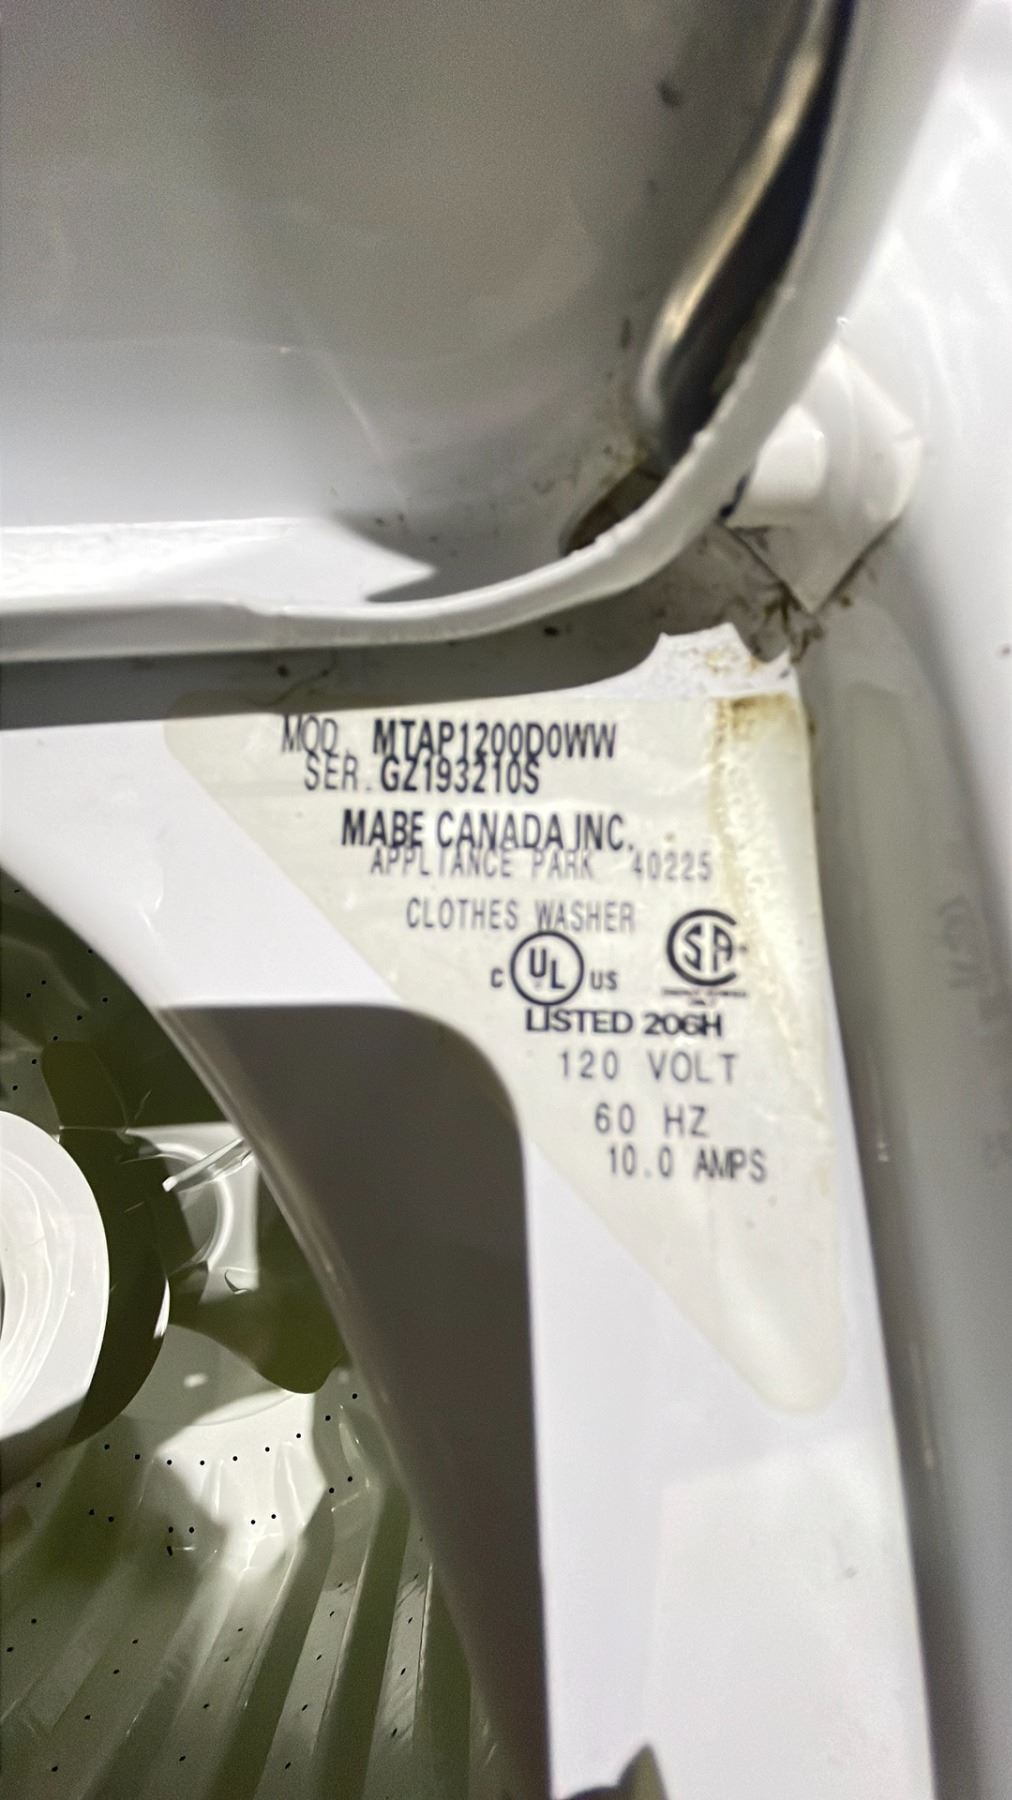 MOD. MTAP1200D0WW
SER. GZ193210S
MABE CANADA INC.
APPLIANCE PARK 40225
CLOTHES WASHER
C UL US SA
LISTED 206H
120 VOLT
60 HZ
10.0 AMPS